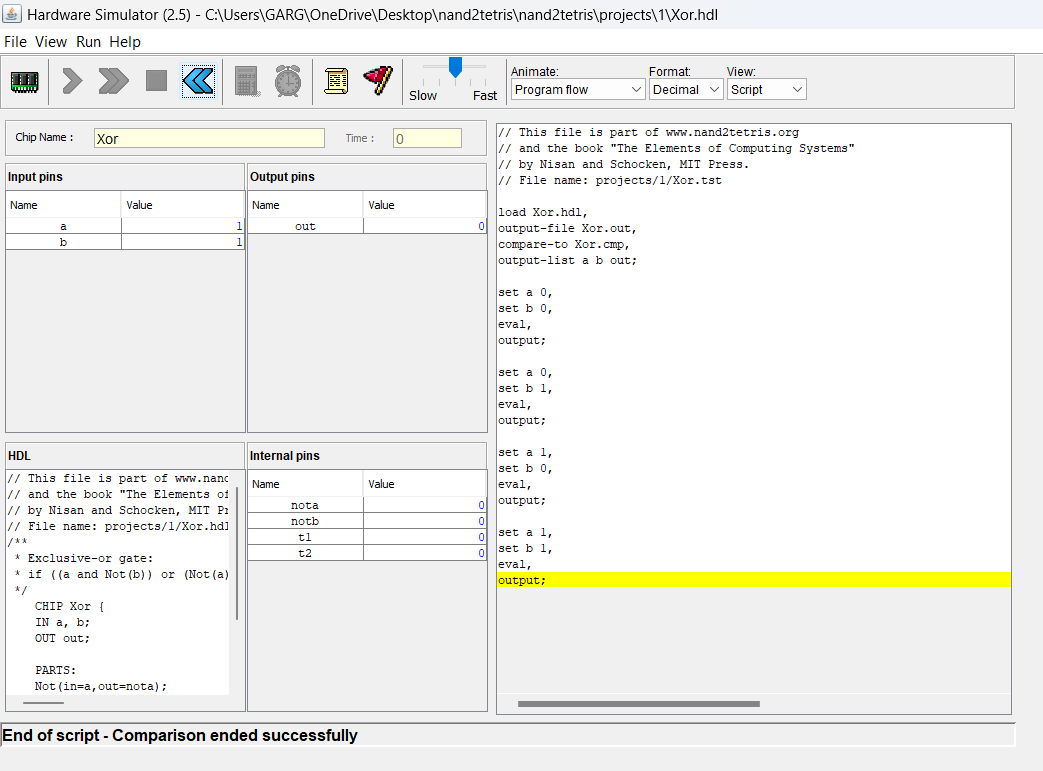 Hardware Simulator (2.5) - C:\Users\GARG\OneDrive\Desktop\nand2tetris\nand2tetris\projects\1\Xor.hdl
File View Run Help
Slow Fast
Animate: Format: View:
Program flow Decimal Script
Chip Name : Xor Time : 0
Input pins
Name Value
a 1
b 1
Output pins
Name Value
out 0
HDL
// This file is part of www.nand
// and the book "The Elements of
// by Nisan and Schocken, MIT Pr
// File name: projects/1/Xor.hdl
/**
* Exclusive-or gate:
* if ((a and Not(b)) or (Not(a)
*/
CHIP Xor {
IN a, b;
OUT out;
PARTS:
Not(in=a,out=nota);
Internal pins
Name Value
nota 0
notb 0
t1 0
t2 0
// This file is part of www.nand2tetris.org
// and the book "The Elements of Computing Systems"
// by Nisan and Schocken, MIT Press.
// File name: projects/1/Xor.tst
load Xor.hdl,
output-file Xor.out,
compare-to Xor.cmp,
output-list a b out;
set a 0,
set b 0,
eval,
output;
set a 0,
set b 1,
eval,
output;
set a 1,
set b 0,
eval,
output;
set a 1,
set b 1,
eval,
output;
End of script - Comparison ended successfully